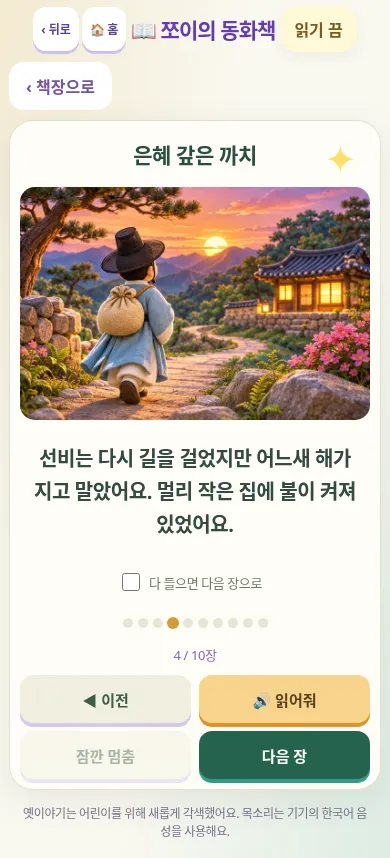 ‹ 뒤로
🏠 홈
📖 쪼이의 동화책
읽기 끔
‹ 책장으로
은혜 갚은 까치
선비는 다시 길을 걸었지만 어느새 해가
지고 말았어요. 멀리 작은 집에 불이 켜져
있었어요.
다 들으면 다음 장으로
4 / 10장
◀ 이전
🔊 읽어줘
잠깐 멈춤
다음 장
옛이야기는 어린이를 위해 새롭게 각색했어요. 목소리는 기기의 한국어 음
성을 사용해요.